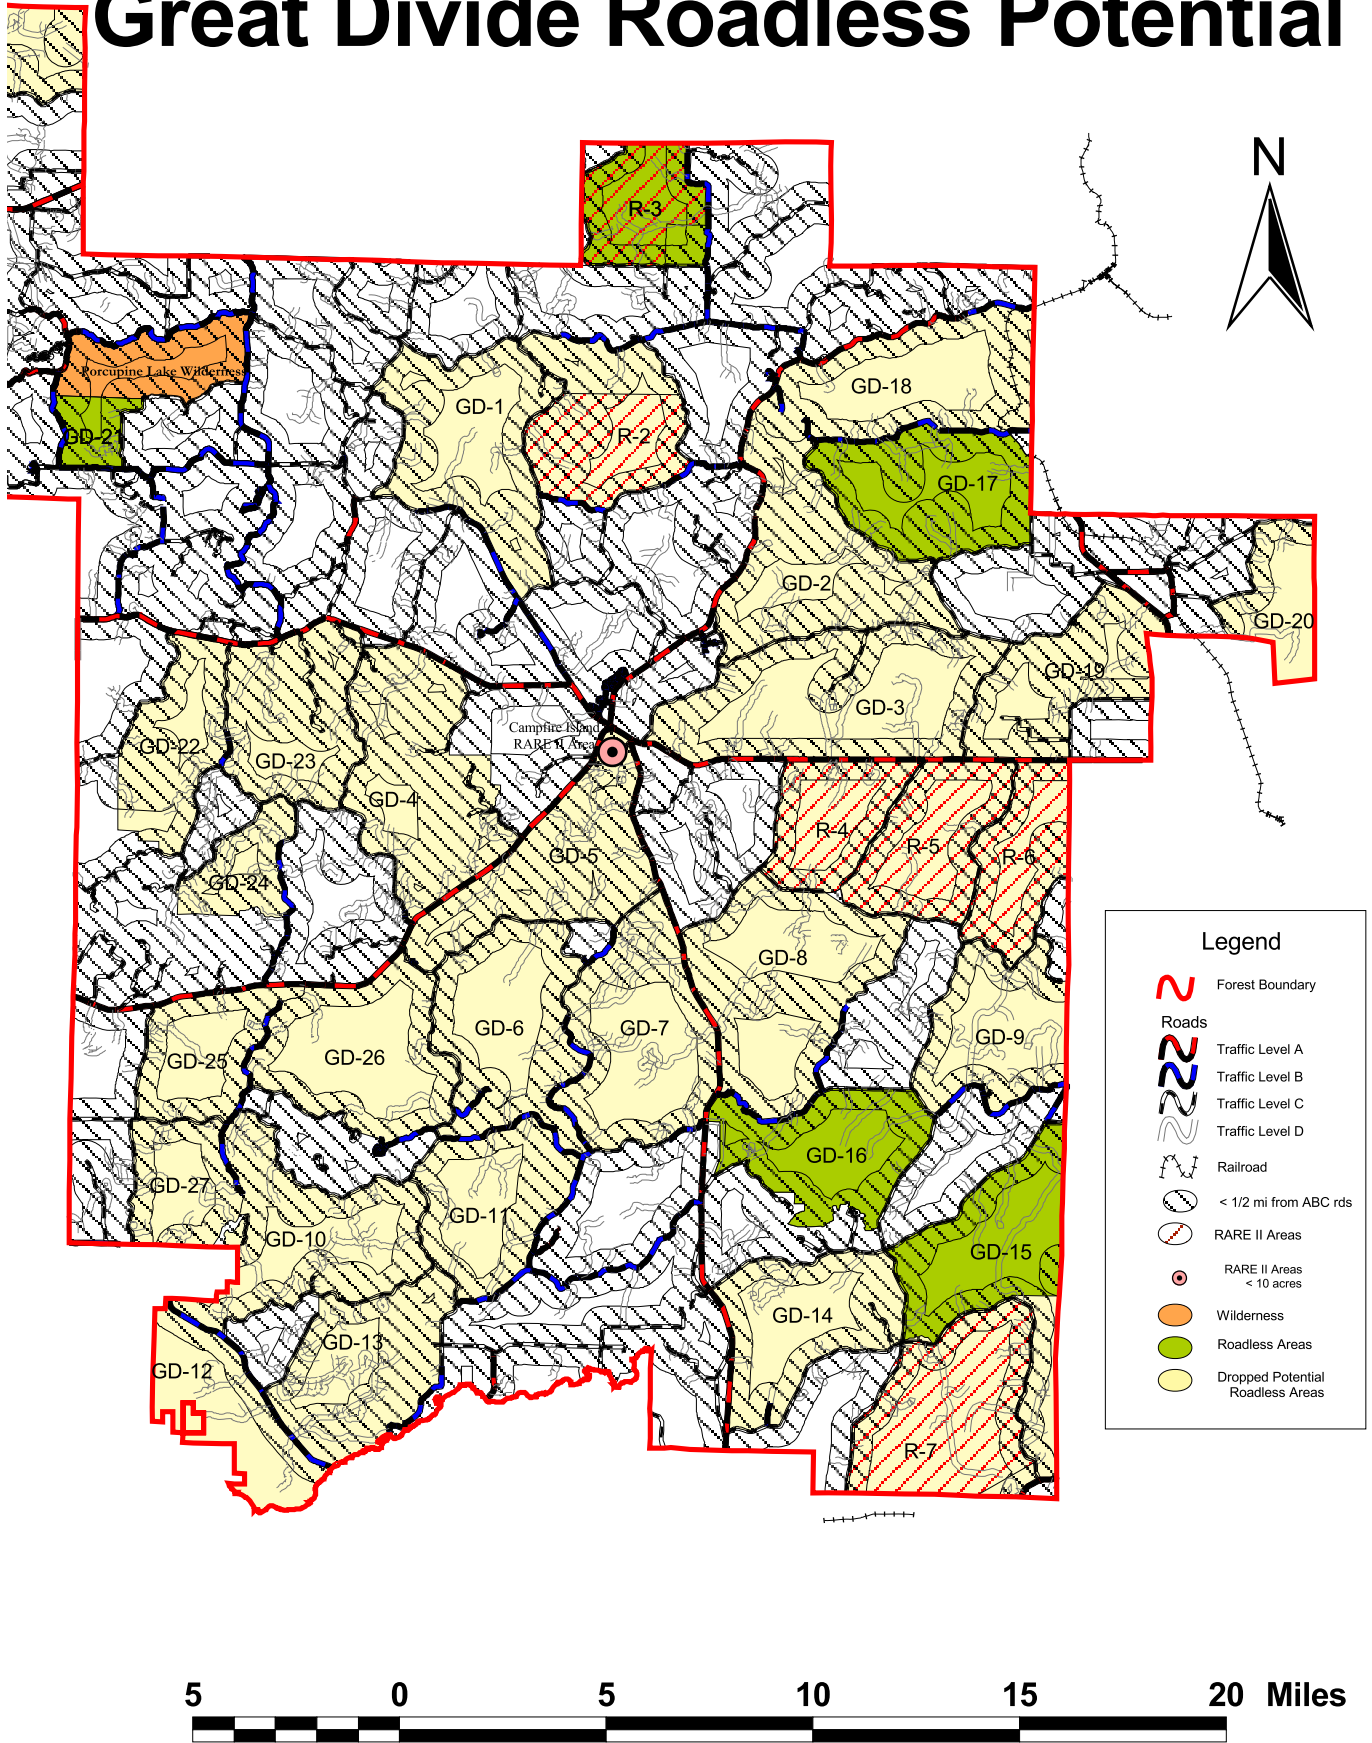 Great Divide Roadless Potential
N
R-3
Porcupine Lake Wilderness
GD-21
GD-1
R-2
GD-18
GD-17
GD-2
GD-20
GD-19
GD-3
GD-22
GD-23
GD-4
Campfire Island
RARE II Area
GD-5
R-4
R-5
R-6
GD-24
GD-8
GD-6
GD-7
GD-9
GD-25
GD-26
GD-16
GD-27
GD-10
GD-11
GD-15
GD-14
GD-13
GD-12
R-7
Legend
Forest Boundary
Roads
Traffic Level A
Traffic Level B
Traffic Level C
Traffic Level D
Railroad
< 1/2 mi from ABC rds
RARE II Areas
RARE II Areas
< 10 acres
Wilderness
Roadless Areas
Dropped Potential
Roadless Areas
5 0 5 10 15 20 Miles